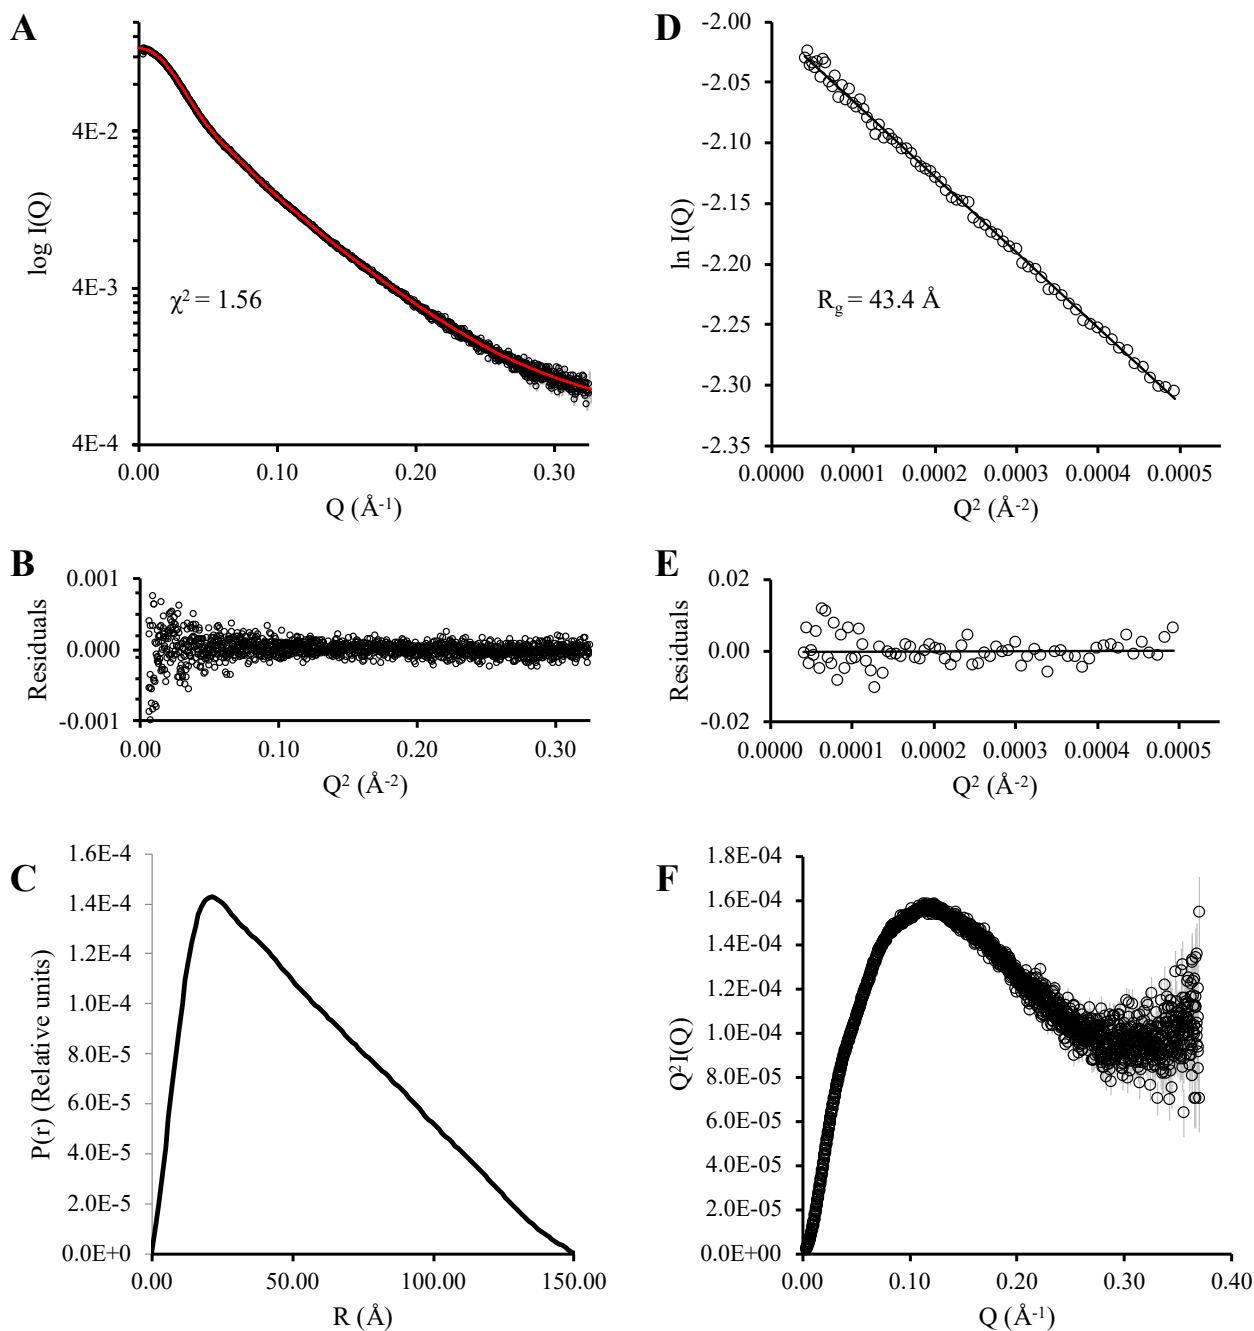 A
4E-2
4E-3
4E-4
log I(Q)
χ² = 1.56
0.00 0.10 0.20 0.30
Q (Å⁻¹)
D
-2.00
-2.05
-2.10
-2.15
-2.20
-2.25
-2.30
-2.35
ln I(Q)
R_g = 43.4 Å
0.0000 0.0001 0.0002 0.0003 0.0004 0.0005
Q² (Å⁻²)
B
0.001
0.000
-0.001
Residuals
0.00 0.10 0.20 0.30
Q² (Å⁻²)
E
0.02
0.00
-0.02
Residuals
0.0000 0.0001 0.0002 0.0003 0.0004 0.0005
Q² (Å⁻²)
C
1.6E-4
1.4E-4
1.2E-4
1.0E-4
8.0E-5
6.0E-5
4.0E-5
2.0E-5
0.0E+0
P(r) (Relative units)
0.00 50.00 100.00 150.00
R (Å)
F
1.8E-04
1.6E-04
1.4E-04
1.2E-04
1.0E-04
8.0E-05
6.0E-05
4.0E-05
2.0E-05
0.0E+00
Q²I(Q)
0.00 0.10 0.20 0.30 0.40
Q (Å⁻¹)